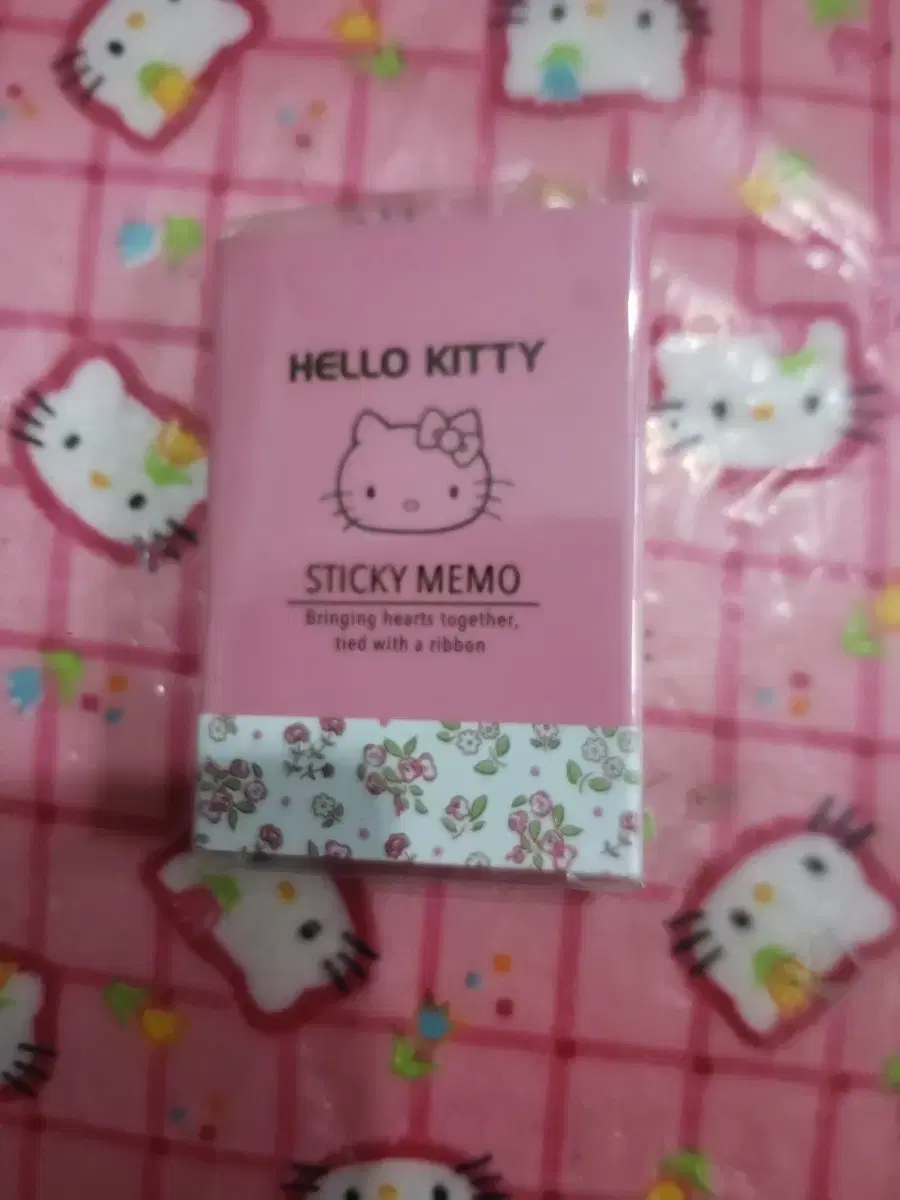 HELLO KITTY
STICKY MEMO
Bringing hearts together,
tied with a ribbon